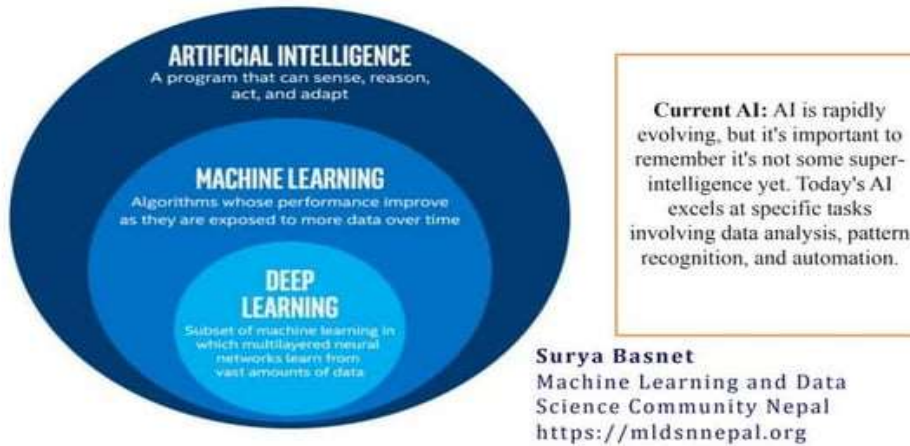 ARTIFICIAL INTELLIGENCE
A program that can sense, reason,
act, and adapt
MACHINE LEARNING
Algorithms whose performance improve
as they are exposed to more data over time
DEEP
LEARNING
Subset of machine learning in
which multilayered neural
networks learn from
vast amounts of data
Current AI: AI is rapidly
evolving, but it's important to
remember it's not some super-
intelligence yet. Today's AI
excels at specific tasks
involving data analysis, pattern
recognition, and automation.
Surya Basnet
Machine Learning and Data
Science Community Nepal
https://mldsnnepal.org